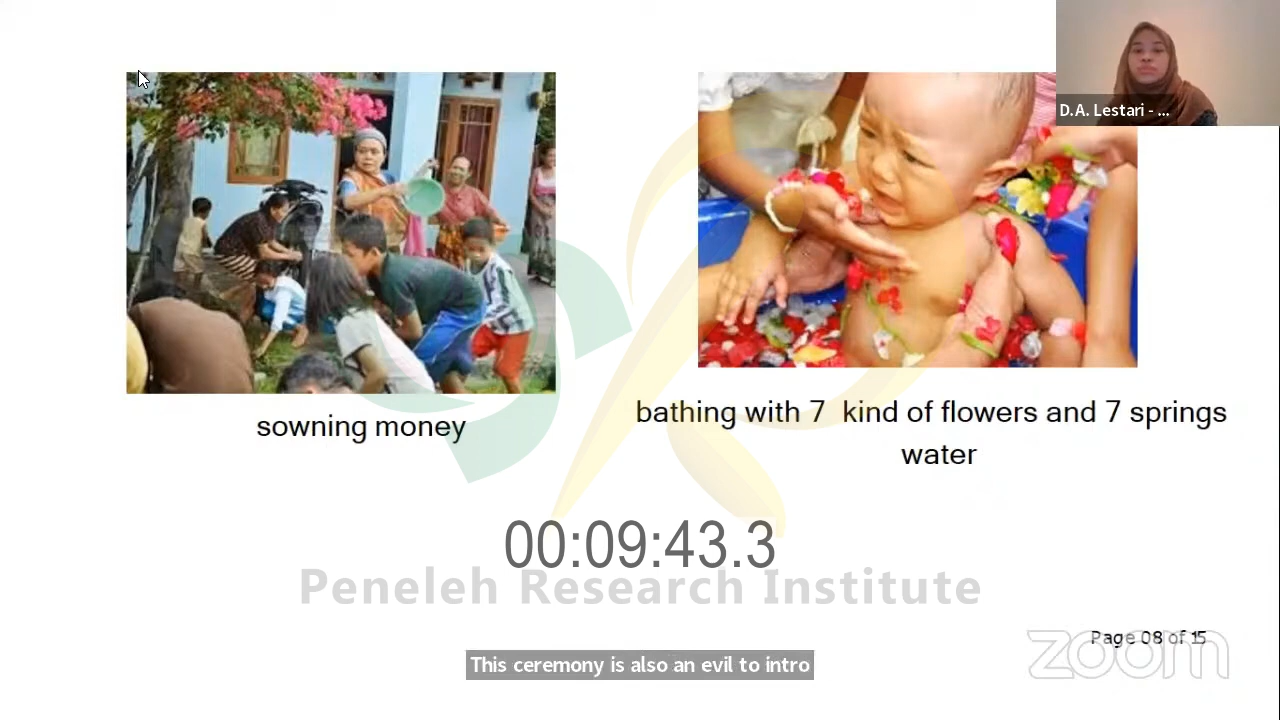 D.A. Lestari - ...
sowning money
bathing with 7 kind of flowers and 7 springs
water
00:09:43.3
Peneleh Research Institute
Page 08 of 15
zoom
This ceremony is also an evil to intro